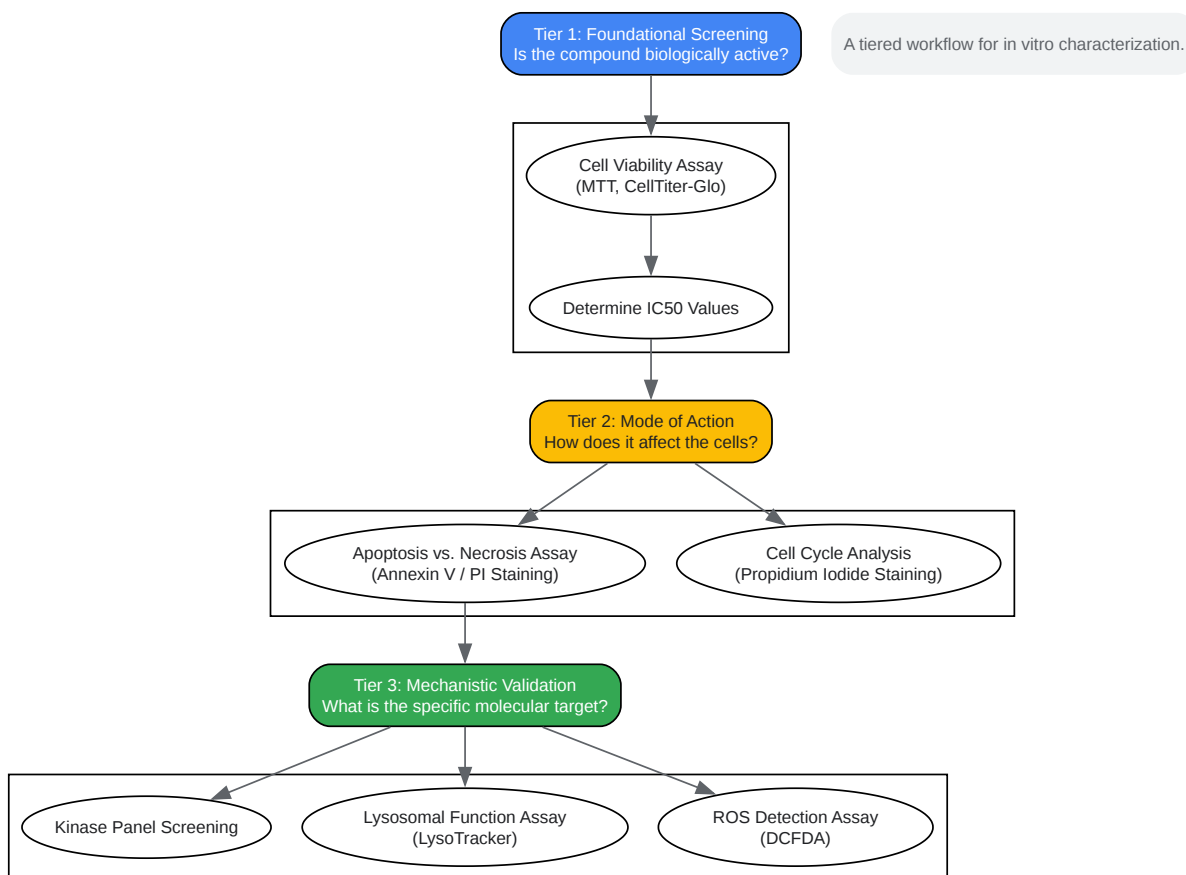 Tier 1: Foundational Screening
Is the compound biologically active?
A tiered workflow for in vitro characterization.
Cell Viability Assay
(MTT, CellTiter-Glo)
Determine IC50 Values
Tier 2: Mode of Action
How does it affect the cells?
Apoptosis vs. Necrosis Assay
(Annexin V / PI Staining)
Cell Cycle Analysis
(Propidium Iodide Staining)
Tier 3: Mechanistic Validation
What is the specific molecular target?
Kinase Panel Screening
Lysosomal Function Assay
(LysoTracker)
ROS Detection Assay
(DCFDA)